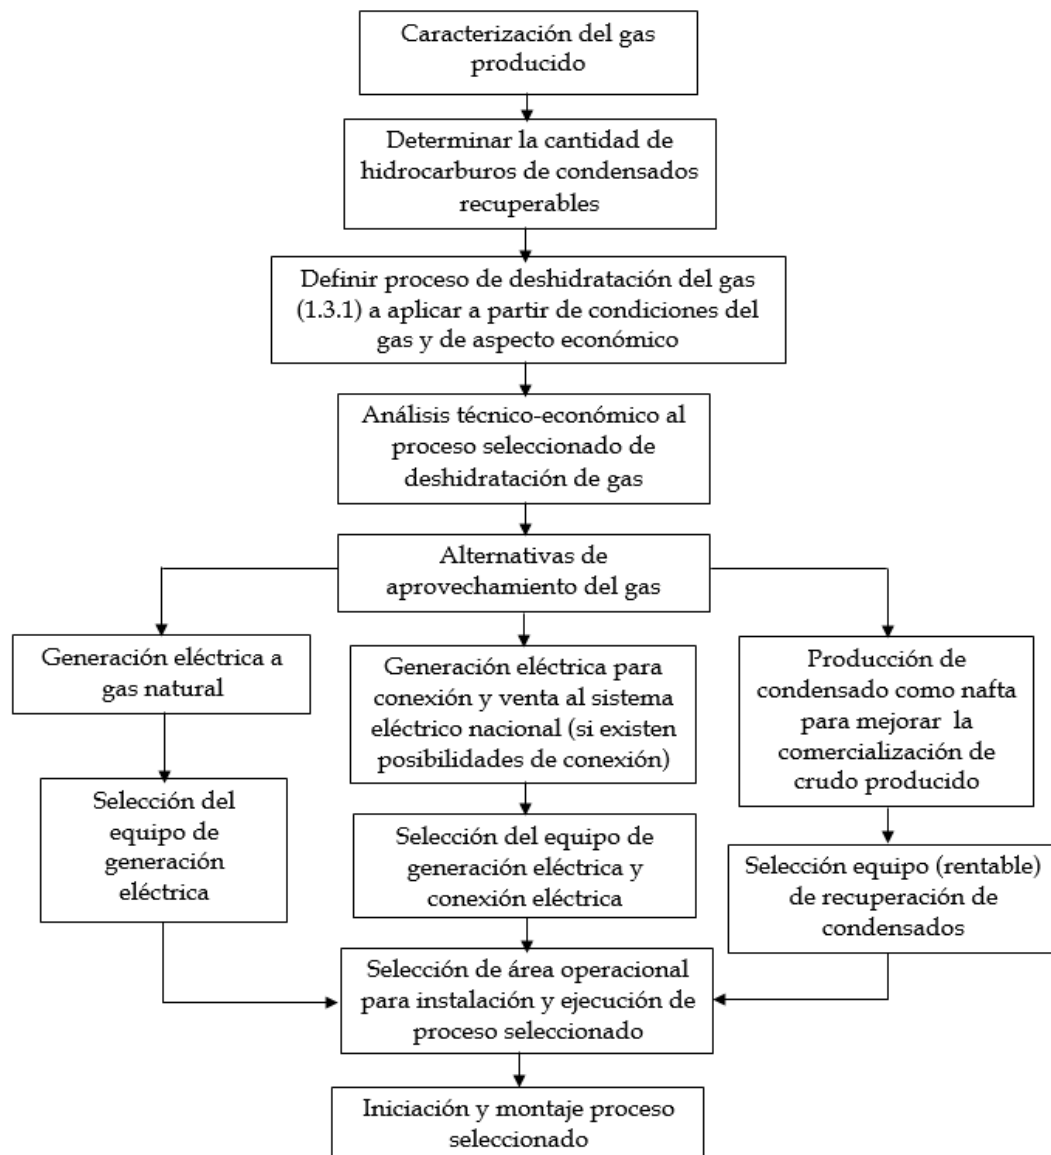 Caracterización del gas
producido
Determinar la cantidad de
hidrocarburos de condensados
recuperables
Definir proceso de deshidratación del gas
(1.3.1) a aplicar a partir de condiciones del
gas y de aspecto económico
Análisis técnico-económico al
proceso seleccionado de
deshidratación de gas
Alternativas de
aprovechamiento del gas
Generación eléctrica a
gas natural
Generación eléctrica para
conexión y venta al sistema
eléctrico nacional (si existen
posibilidades de conexión)
Producción de
condensado como nafta
para mejorar la
comercialización de
crudo producido
Selección del
equipo de
generación
eléctrica
Selección del equipo de
generación eléctrica y
conexión eléctrica
Selección equipo (rentable)
de recuperación de
condensados
Selección de área operacional
para instalación y ejecución de
proceso seleccionado
Iniciación y montaje proceso
seleccionado